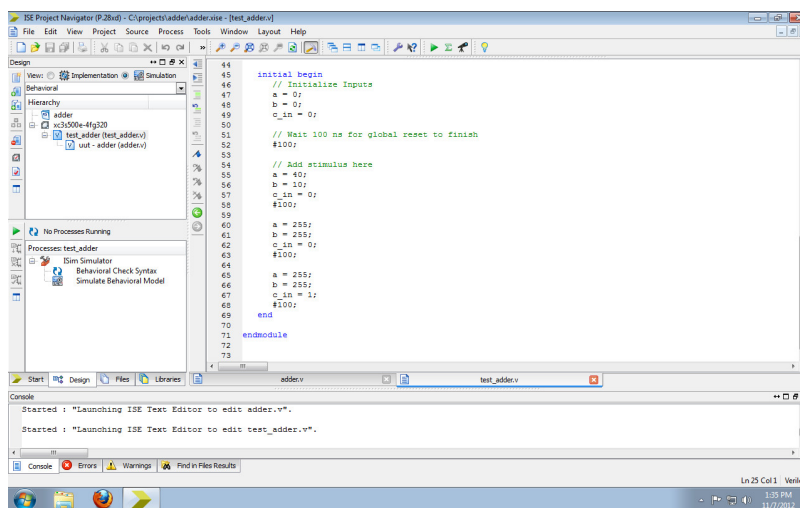 ISE Project Navigator (P.28xd) - C:\projects\adder\adder.xise - [test_adder.v]
File Edit View Project Source Process Tools Window Layout Help
Design
View: Implementation Simulation
Behavioral
Hierarchy
adder
xc3s500e-4fg320
test_adder (test_adder.v)
uut - adder (adder.v)
No Processes Running
Processes: test_adder
ISim Simulator
Behavioral Check Syntax
Simulate Behavioral Model
44
45 initial begin
46 // Initialize Inputs
47 a = 0;
48 b = 0;
49 c_in = 0;
50
51 // Wait 100 ns for global reset to finish
52 #100;
53
54 // Add stimulus here
55 a = 40;
56 b = 10;
57 c_in = 0;
58 #100;
59
60 a = 255;
61 b = 255;
62 c_in = 0;
63 #100;
64
65 a = 255;
66 b = 255;
67 c_in = 1;
68 #100;
69 end
70
71 endmodule
72
73
Start Design Files Libraries
adder.v test_adder.v
Console
Started : "Launching ISE Text Editor to edit adder.v".
Started : "Launching ISE Text Editor to edit test_adder.v".
Console Errors Warnings Find in Files Results
Ln 25 Col 1 Veril
1:35 PM
11/7/2012